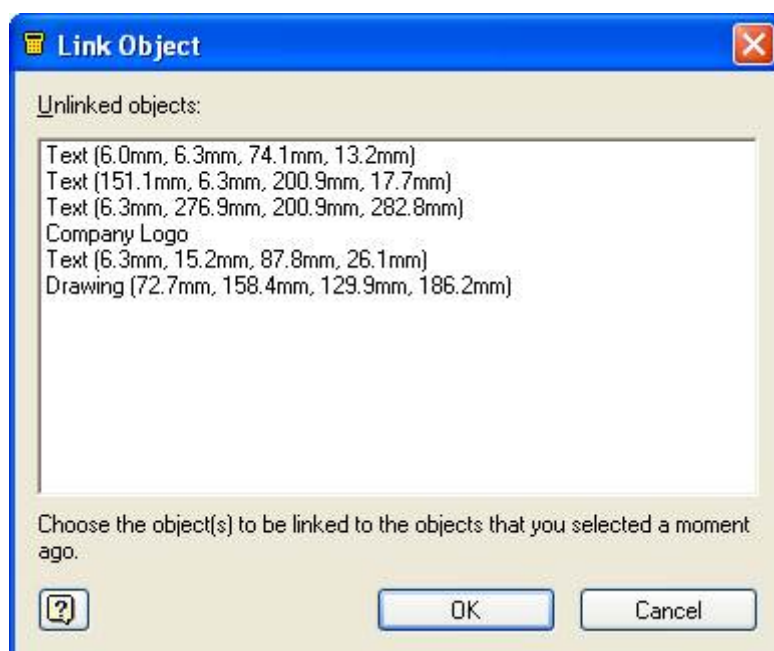 Link Object
Unlinked objects:
Text (6.0mm, 6.3mm, 74.1mm, 13.2mm)
Text (151.1mm, 6.3mm, 200.9mm, 17.7mm)
Text (6.3mm, 276.9mm, 200.9mm, 282.8mm)
Company Logo
Text (6.3mm, 15.2mm, 87.8mm, 26.1mm)
Drawing (72.7mm, 158.4mm, 129.9mm, 186.2mm)
Choose the object(s) to be linked to the objects that you selected a moment
ago.
? OK Cancel